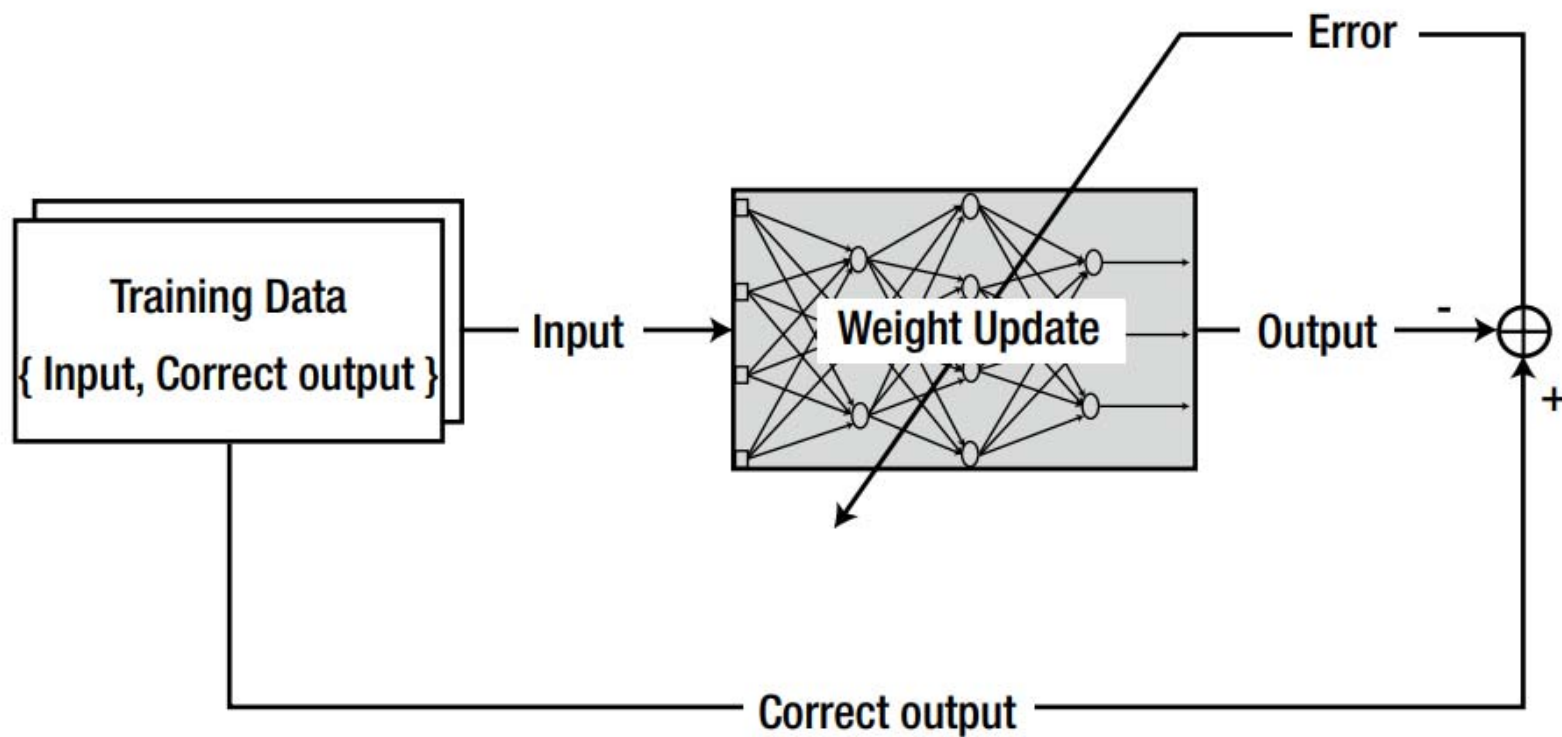 Error
Training Data
{ Input, Correct output }
Input
Weight Update
Output
-
+
Correct output